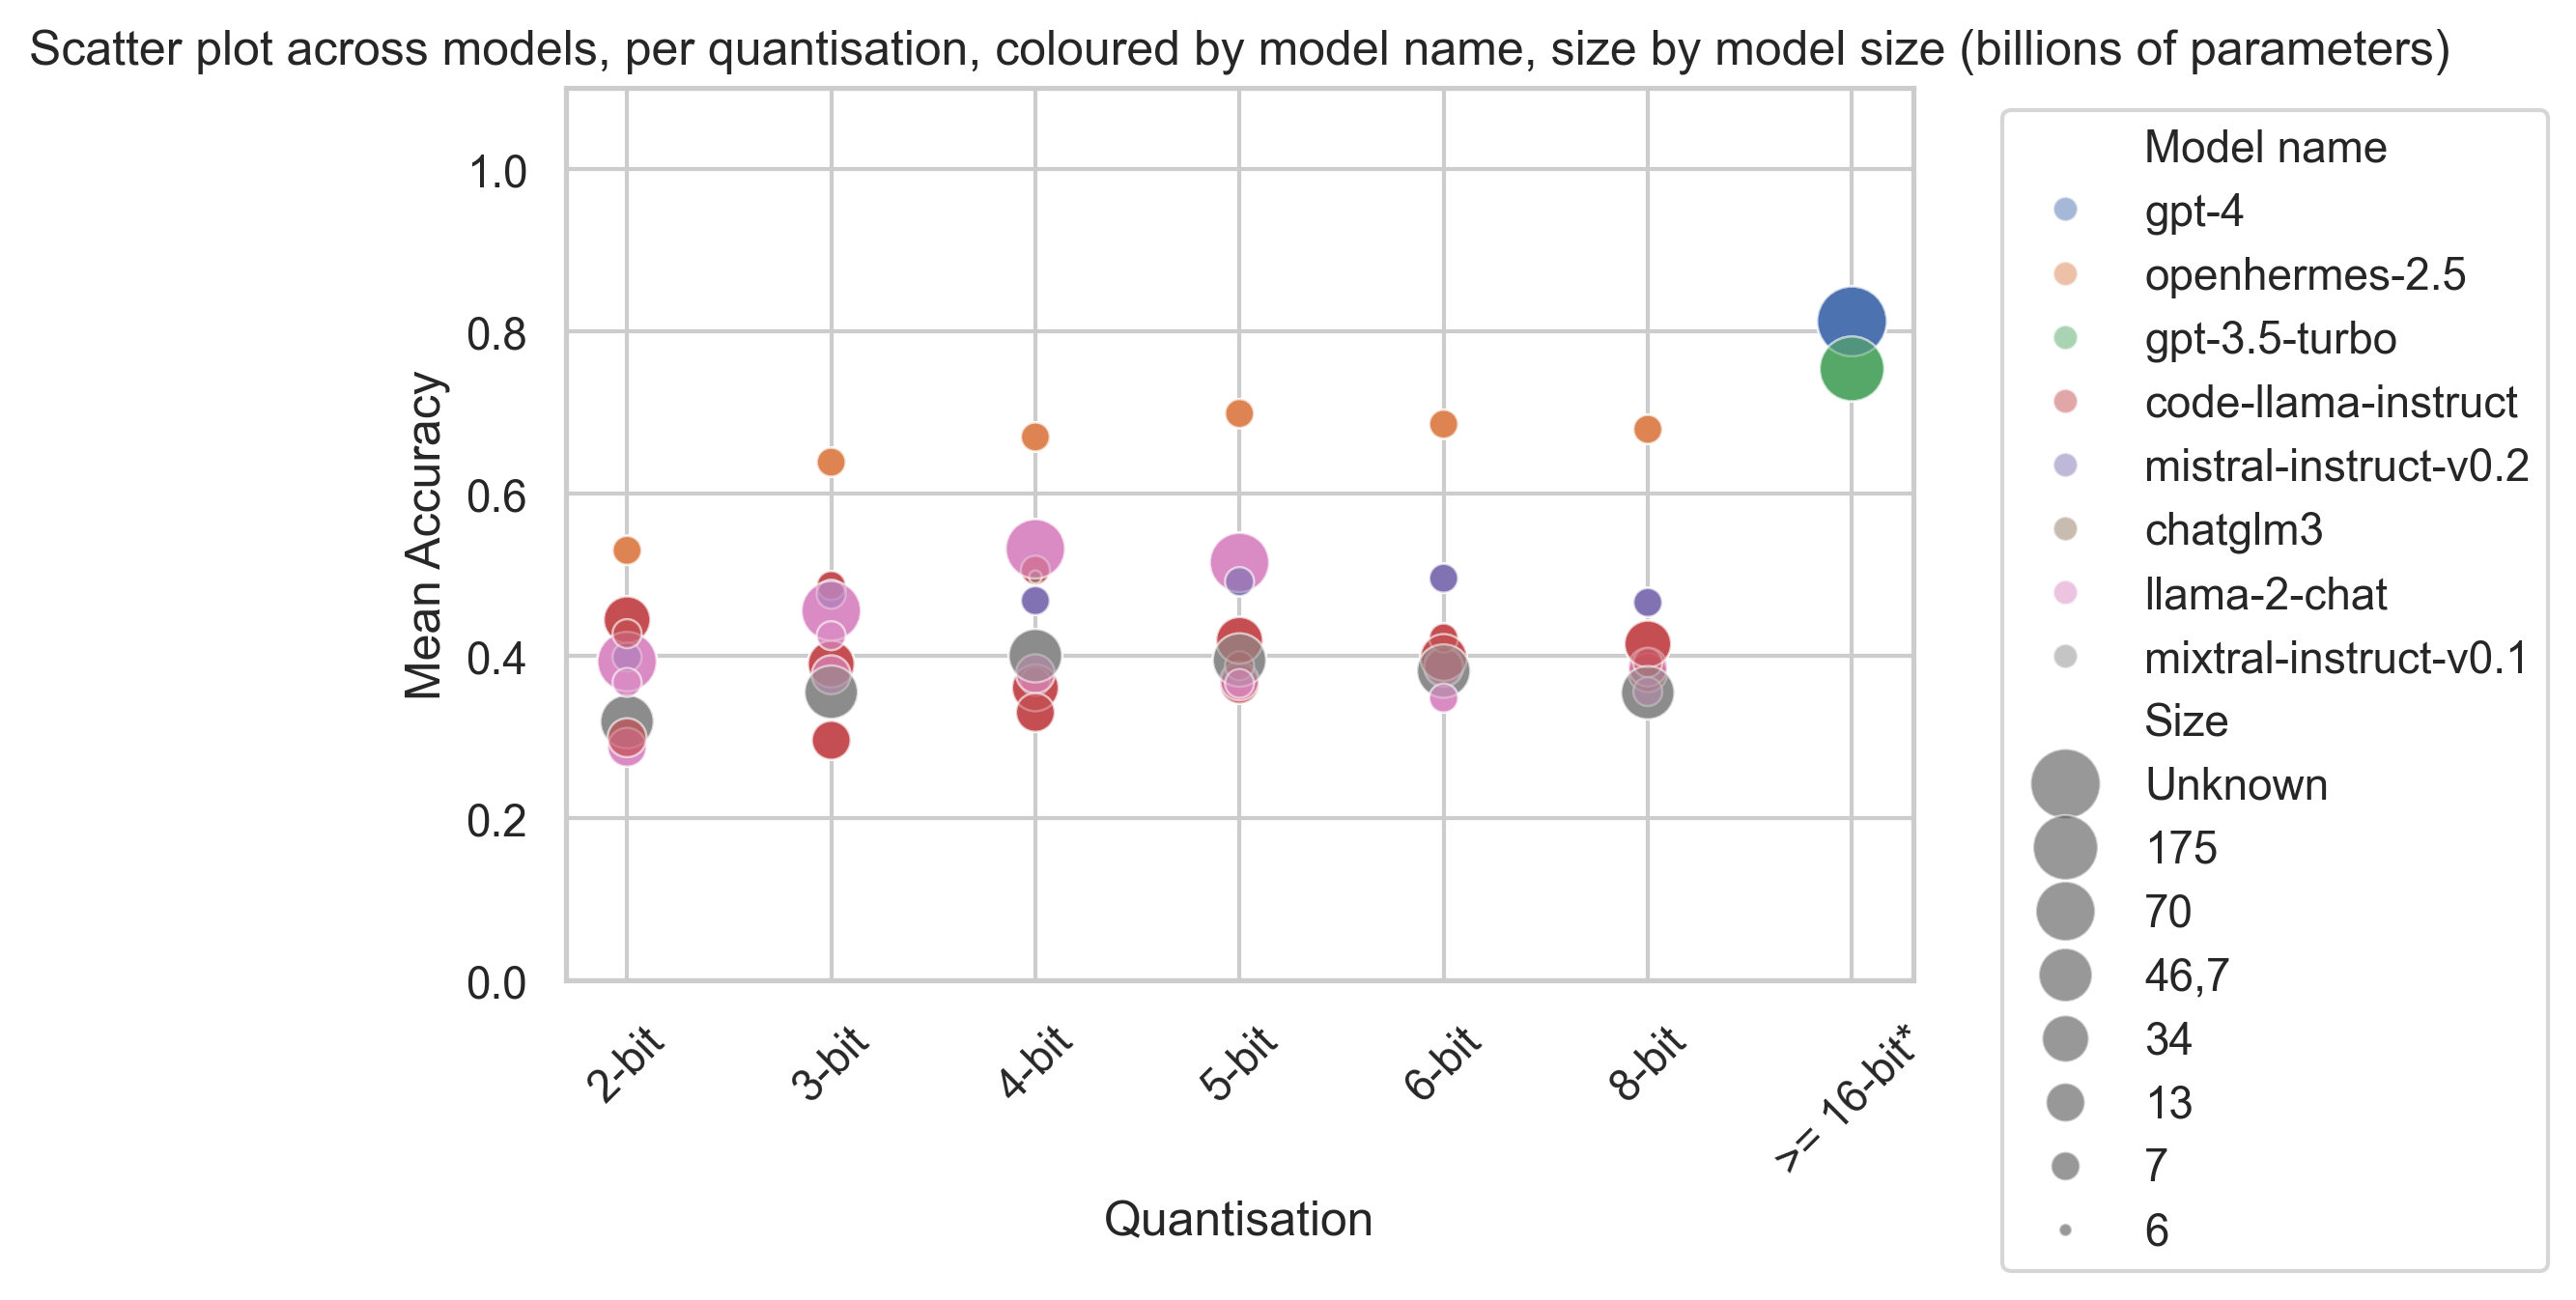 Scatter plot across models, per quantisation, coloured by model name, size by model size (billions of parameters)
Mean Accuracy
1.0
0.8
0.6
0.4
0.2
0.0
2-bit
3-bit
4-bit
5-bit
6-bit
8-bit
>= 16-bit*
Quantisation
Model name
gpt-4
openhermes-2.5
gpt-3.5-turbo
code-llama-instruct
mistral-instruct-v0.2
chatglm3
llama-2-chat
mixtral-instruct-v0.1
Size
Unknown
175
70
46,7
34
13
7
6